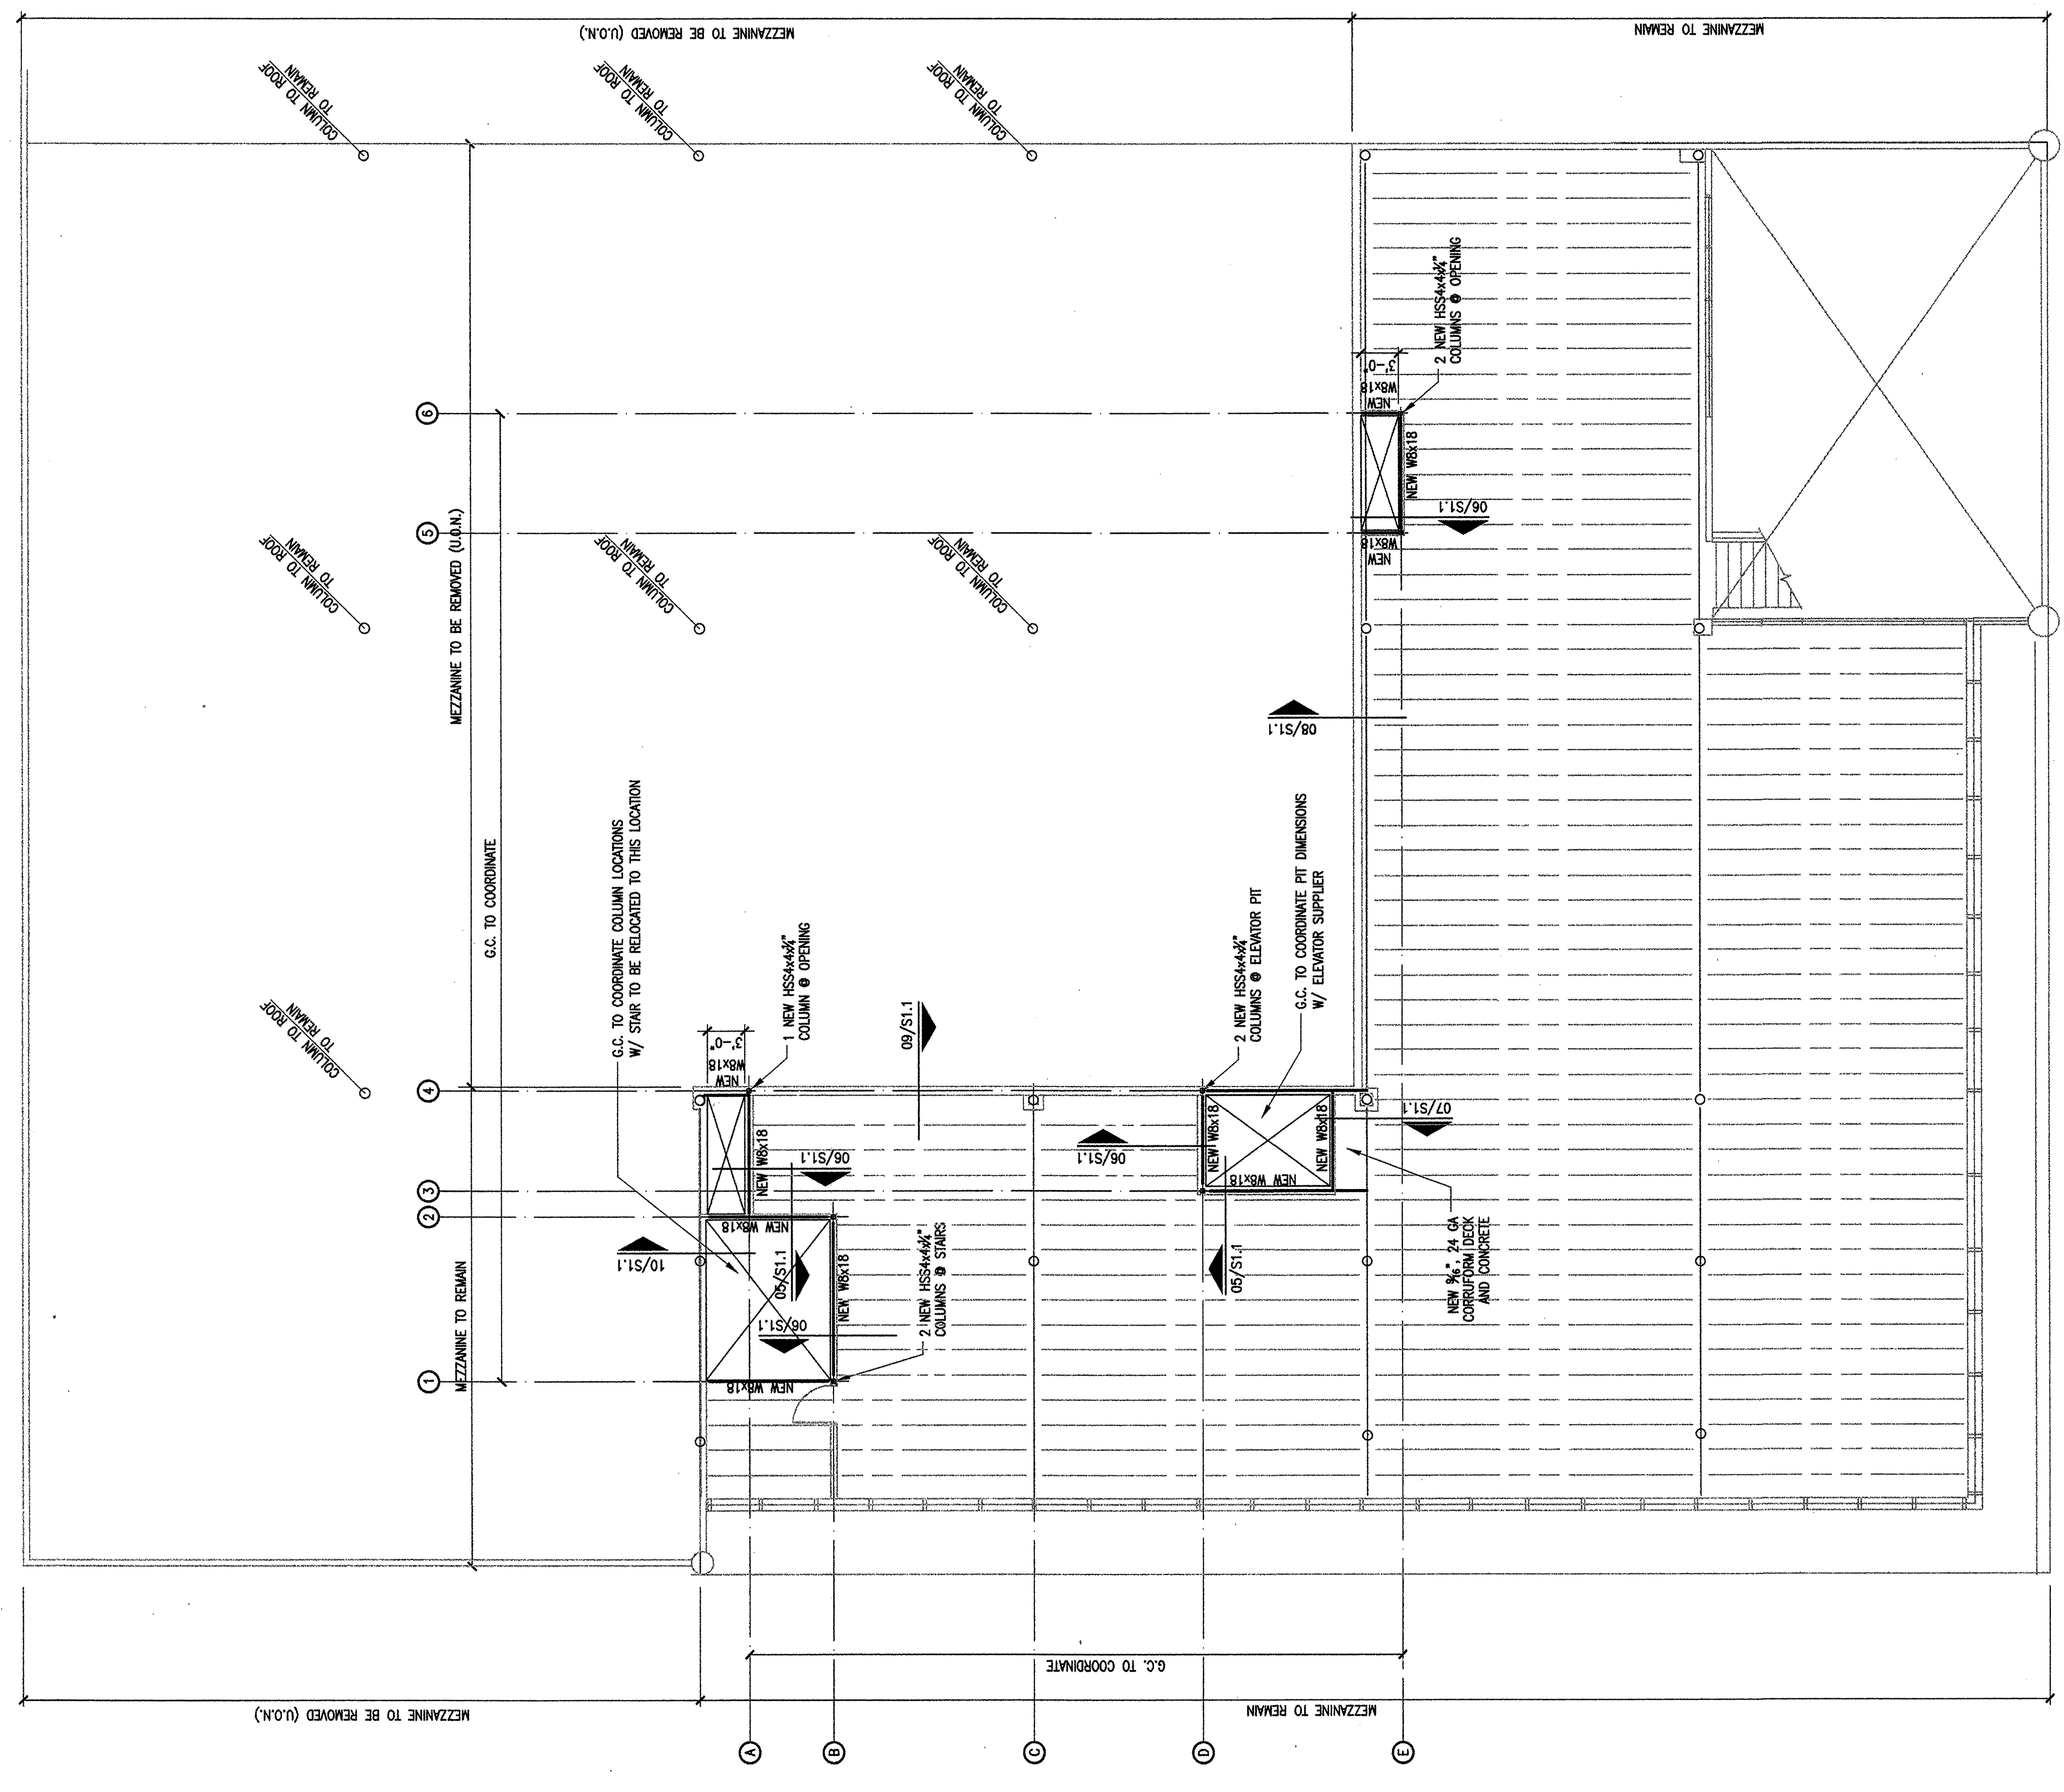 MEZZANINE TO BE REMOVED (U.O.N.)
MEZZANINE TO REMAIN
COLUMN TO ROOF
TO REMAIN
COLUMN TO ROOF
TO REMAIN
COLUMN TO ROOF
TO REMAIN
2 NEW HSS4x4x¼"
COLUMNS @ OPENING
3'-0"
NEW
W8x18
6
NEW W8x18
06/S1.1
5
NEW
W8x18
MEZZANINE TO BE REMOVED (U.O.N.)
COLUMN TO ROOF
TO REMAIN
COLUMN TO ROOF
TO REMAIN
COLUMN TO ROOF
TO REMAIN
08/S1.1
G.C. TO COORDINATE
G.C. TO COORDINATE COLUMN LOCATIONS
W/ STAIR TO BE RELOCATED TO THIS LOCATION
1 NEW HSS4x4x¼"
COLUMN @ OPENING
2 NEW HSS4x4x¼"
COLUMNS @ ELEVATOR PIT
G.C. TO COORDINATE PIT DIMENSIONS
W/ ELEVATOR SUPPLIER
COLUMN TO ROOF
TO REMAIN
09/S1.1
3'-0"
NEW
W8x18
4
NEW W8x18
06/S1.1
06/S1.1
NEW W8x18
NEW W8x18
NEW W8x18
07/S1.1
3
2
NEW W8x18
10/S1.1
05/S1.1
NEW W8x18
06/S1.1
2 NEW HSS4x4x¼"
COLUMNS @ STAIRS
05/S1.1
NEW 9/16", 24 GA
CORRUFORM DECK
AND CONCRETE
MEZZANINE TO REMAIN
1
NEW W8x18
G.C. TO COORDINATE
MEZZANINE TO BE REMOVED (U.O.N.)
MEZZANINE TO REMAIN
A
B
C
D
E